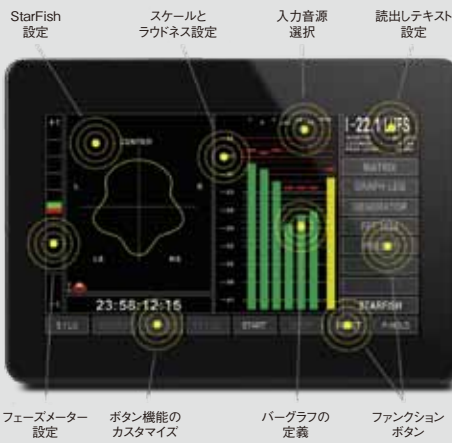 StarFish
設定
スケールと
ラウドネス設定
入力音源
選択
読出しテキスト
設定
I-22.1 LUFS
CENTER
MATRIX
L
R
GRAPH LEQ
GENERATOR
LS
RS
23:58:12:15
STARFISH
START
P-HOLD
フェーズメーター
設定
ボタン機能の
カスタマイズ
バーグラフの
定義
ファンクション
ボタン